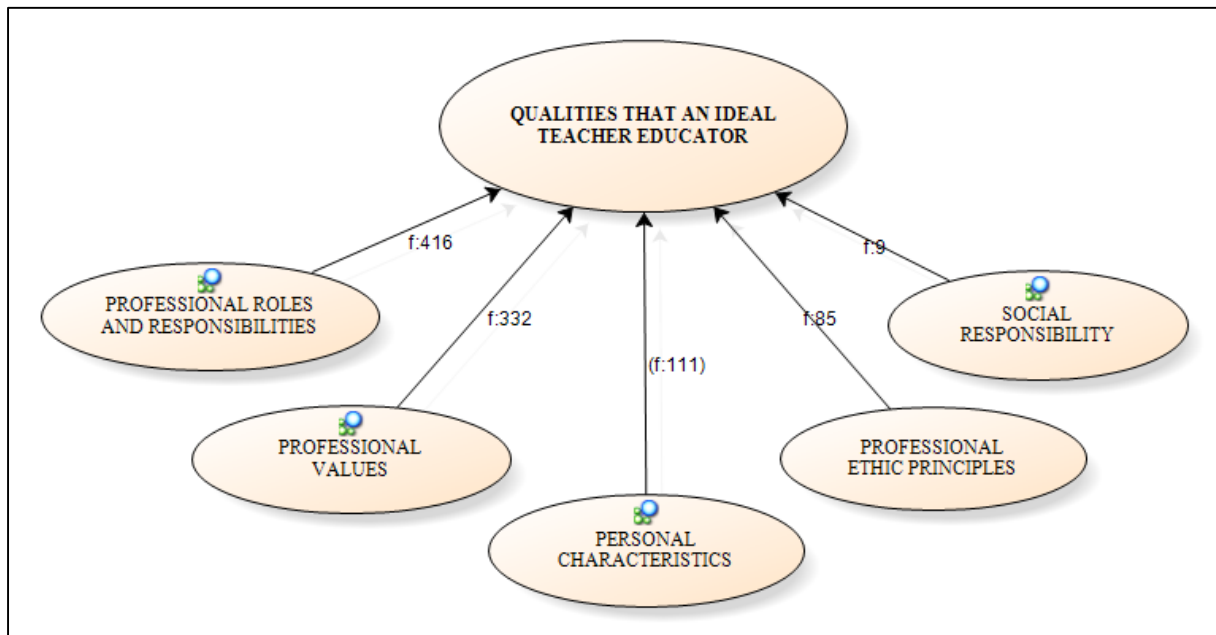 QUALITIES THAT AN IDEAL
TEACHER EDUCATOR
f:416
f:9
PROFESSIONAL ROLES
AND RESPONSIBILITIES
SOCIAL
RESPONSIBILITY
f:332
f:85
(f:111)
PROFESSIONAL
VALUES
PROFESSIONAL
ETHIC PRINCIPLES
PERSONAL
CHARACTERISTICS